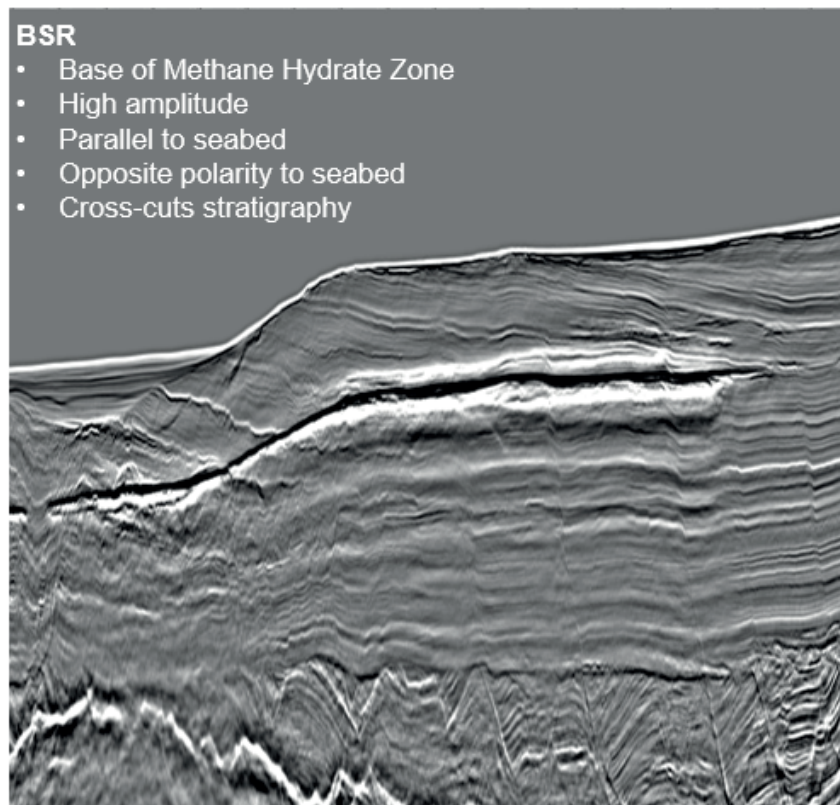 BSR
• Base of Methane Hydrate Zone
• High amplitude
• Parallel to seabed
• Opposite polarity to seabed
• Cross-cuts stratigraphy